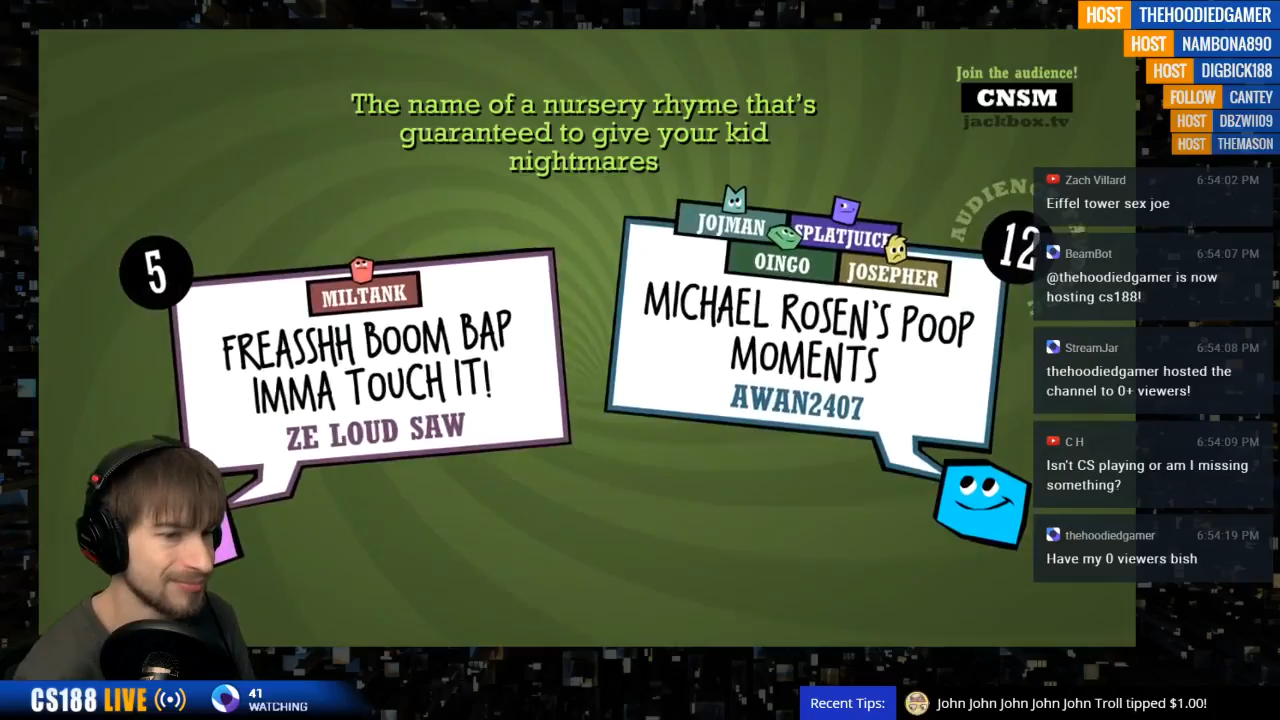 HOST THEHOODIEDGAMER
HOST NAMBONA890
HOST DIGBICK188
FOLLOW CANTEY
HOST DBZWII09
HOST THEMASON
Join the audience!
CNSM
jackbox.tv
The name of a nursery rhyme that's
guaranteed to give your kid
nightmares
5
MILTANK
FREASSHH BOOM BAP
IMMA TOUCH IT!
ZE LOUD SAW
JOJMAN SPLATJUICE
OINGO JOSEPHER
12
MICHAEL ROSEN'S POOP
MOMENTS
AWAN2407
Zach Villard 6:54:02 PM
Eiffel tower sex joe
BeamBot 6:54:07 PM
@thehoodiedgamer is now
hosting cs188!
StreamJar 6:54:08 PM
thehoodiedgamer hosted the
channel to 0+ viewers!
C H 6:54:09 PM
Isn't CS playing or am I missing
something?
thehoodiedgamer 6:54:19 PM
Have my 0 viewers bish
CS188 LIVE
41
WATCHING
Recent Tips: John John John John John Troll tipped $1.00!